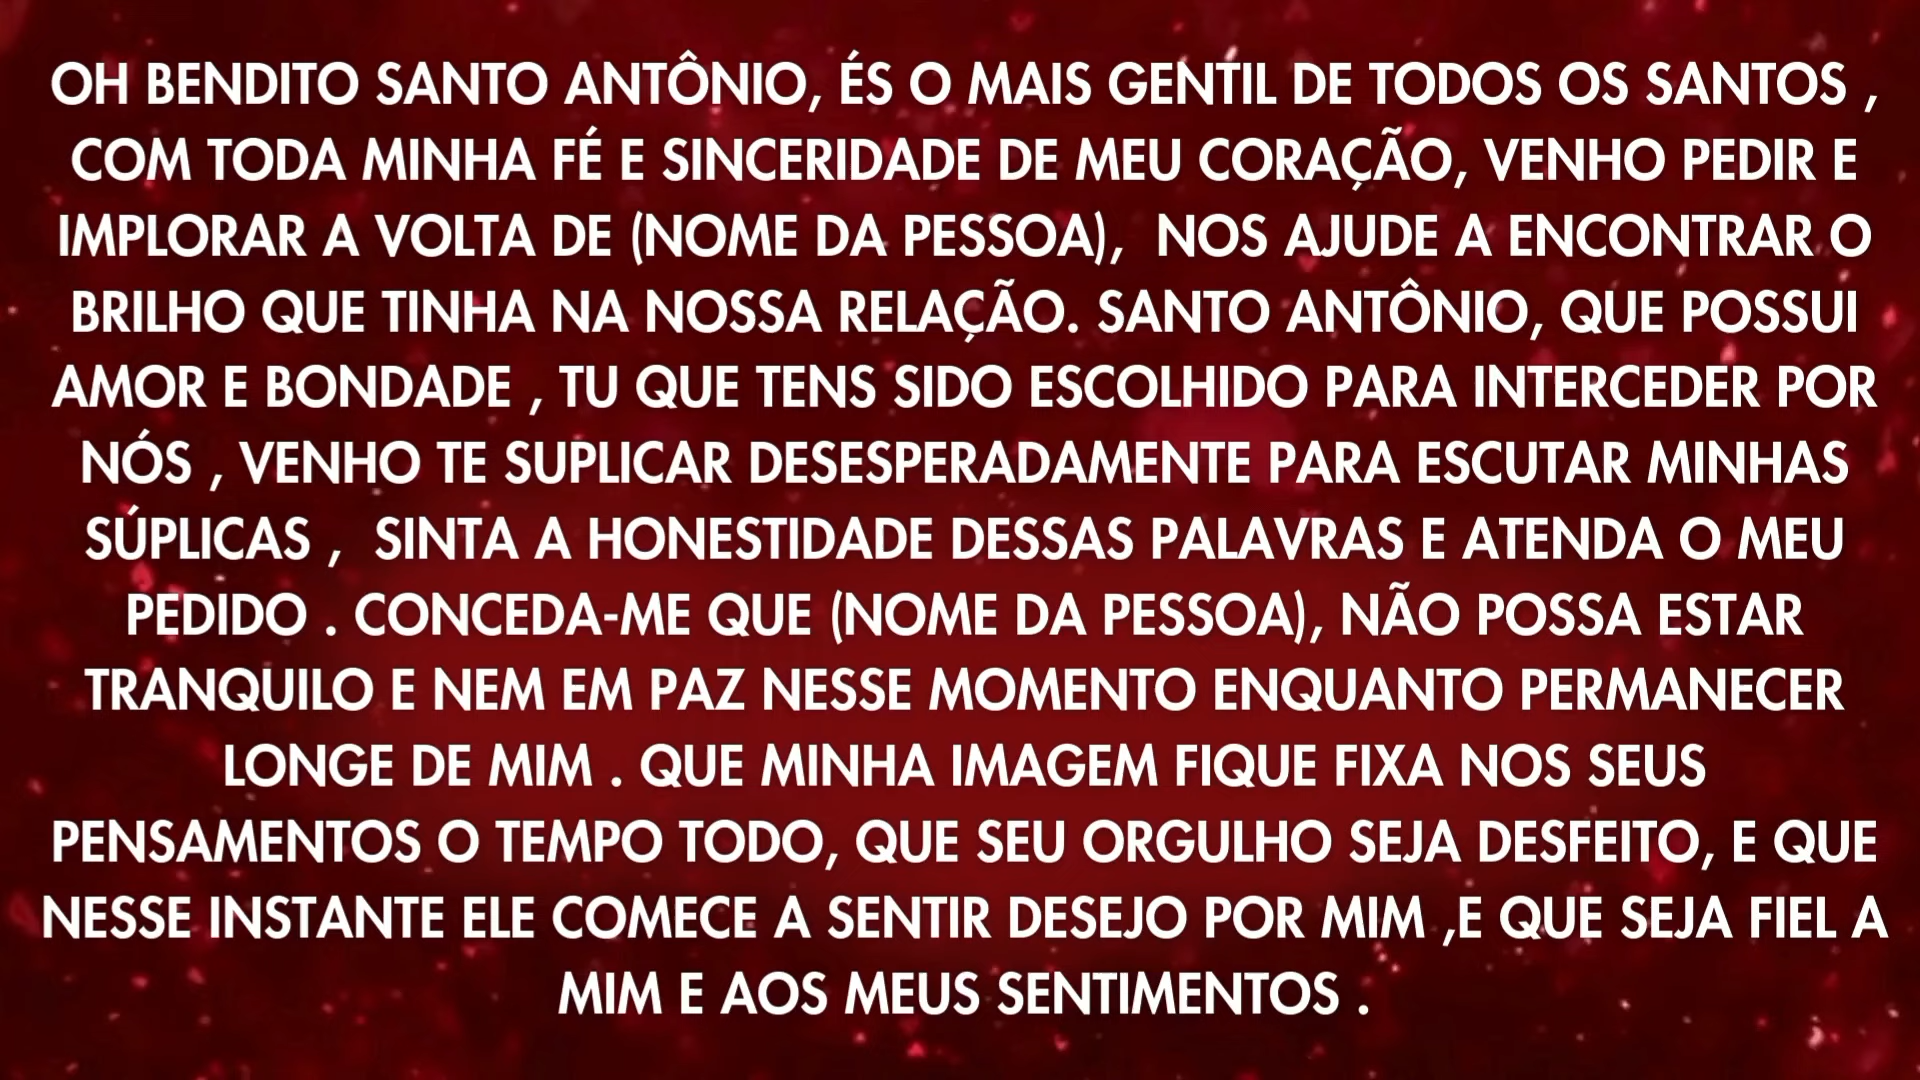 OH BENDITO SANTO ANTÔNIO, ÉS O MAIS GENTIL DE TODOS OS SANTOS ,
COM TODA MINHA FÉ E SINCERIDADE DE MEU CORAÇÃO, VENHO PEDIR E
IMPLORAR A VOLTA DE (NOME DA PESSOA),  NOS AJUDE A ENCONTRAR O
BRILHO QUE TINHA NA NOSSA RELAÇÃO. SANTO ANTÔNIO, QUE POSSUI
AMOR E BONDADE , TU QUE TENS SIDO ESCOLHIDO PARA INTERCEDER POR
NÓS , VENHO TE SUPLICAR DESESPERADAMENTE PARA ESCUTAR MINHAS
SÚPLICAS ,  SINTA A HONESTIDADE DESSAS PALAVRAS E ATENDA O MEU
PEDIDO . CONCEDA-ME QUE (NOME DA PESSOA), NÃO POSSA ESTAR
TRANQUILO E NEM EM PAZ NESSE MOMENTO ENQUANTO PERMANECER
LONGE DE MIM . QUE MINHA IMAGEM FIQUE FIXA NOS SEUS
PENSAMENTOS O TEMPO TODO, QUE SEU ORGULHO SEJA DESFEITO, E QUE
NESSE INSTANTE ELE COMECE A SENTIR DESEJO POR MIM ,E QUE SEJA FIEL A
MIM E AOS MEUS SENTIMENTOS .